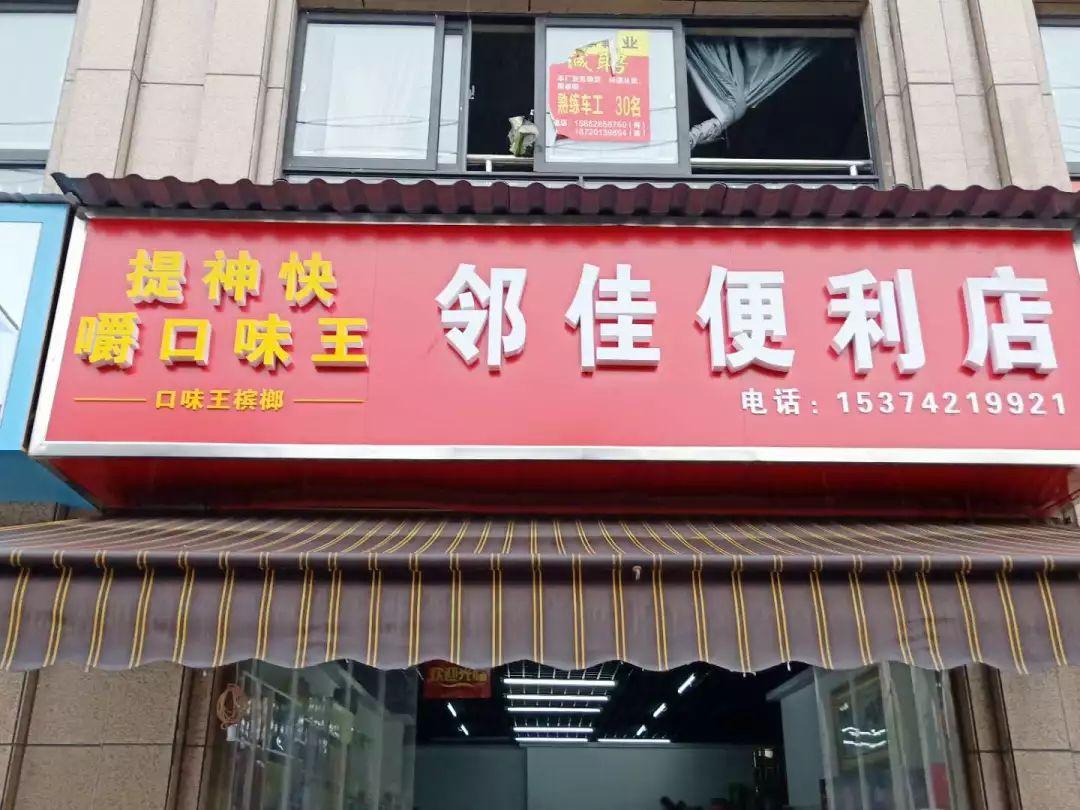 业
诚聘
熟练车工 30名
提神快
嚼口味王
口味王槟榔
邻佳便利店
电话：15374219921
欢迎光临